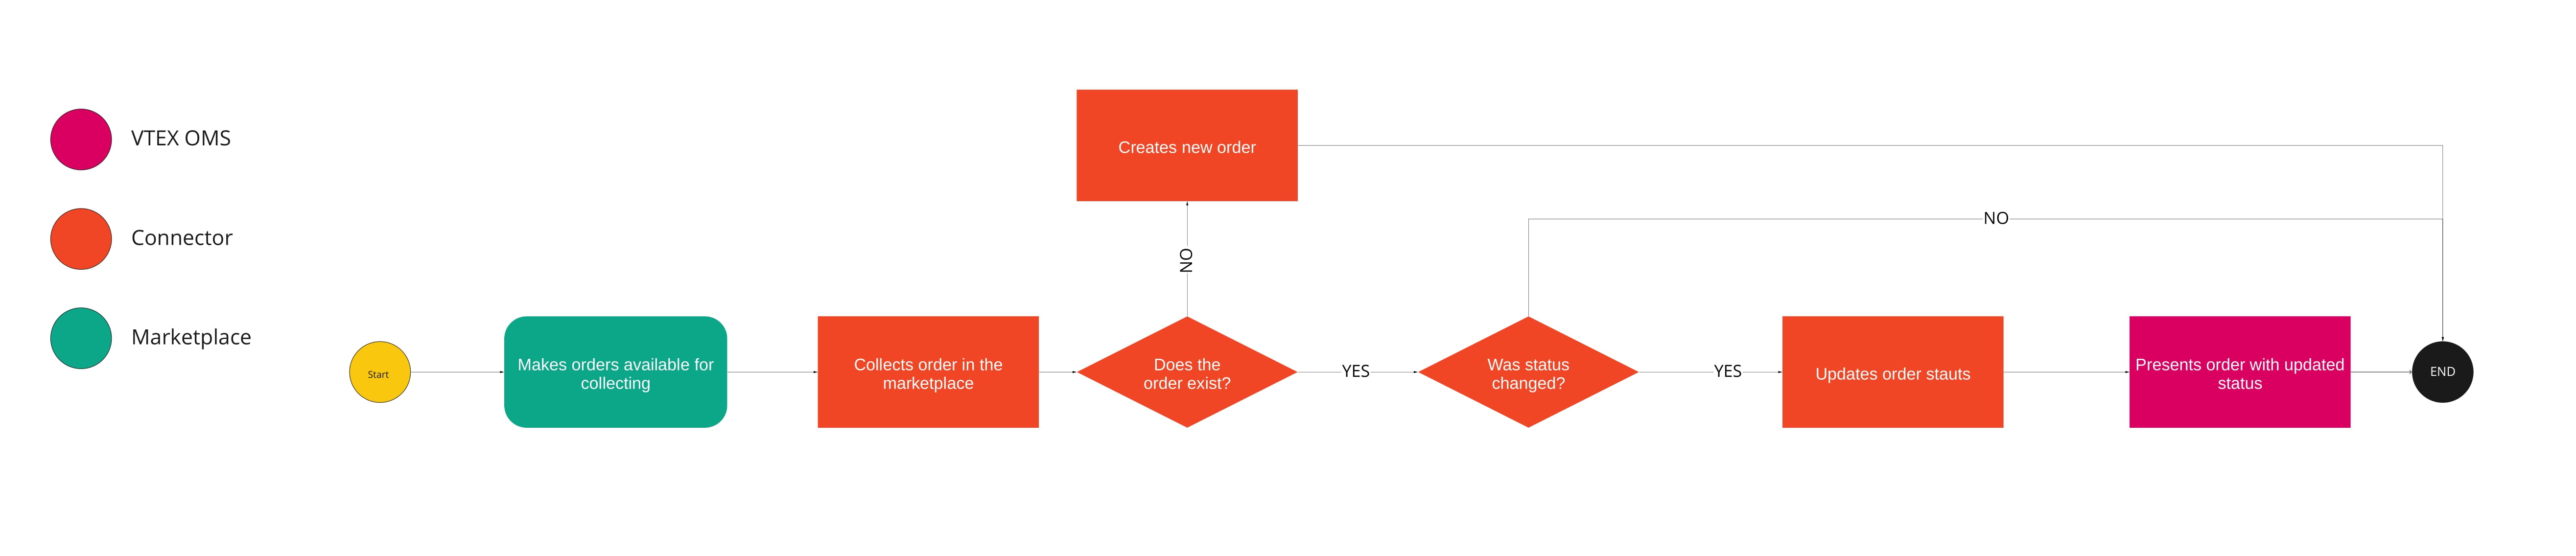 VTEX OMS
Connector
Marketplace
Start
Makes orders available for
collecting
Collects order in the
marketplace
Does the
order exist?
NO
Creates new order
YES
Was status
changed?
NO
YES
Updates order stauts
Presents order with updated
status
END